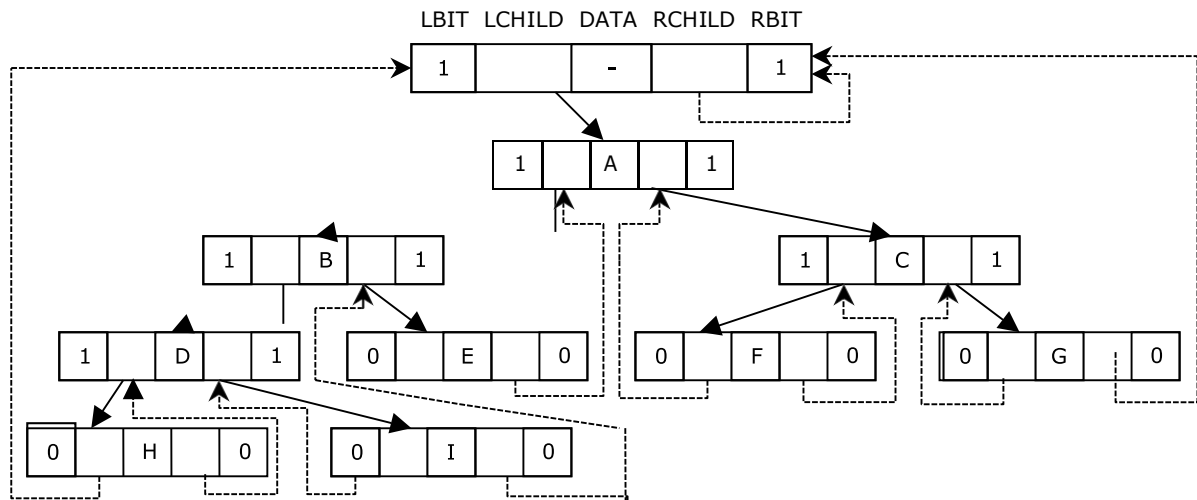 LBIT LCHILD DATA RCHILD RBIT
1 - 1
1 A 1
1 B 1 1 C 1
1 D 1 0 E 0 0 F 0 0 G 0
0 H 0 0 I 0